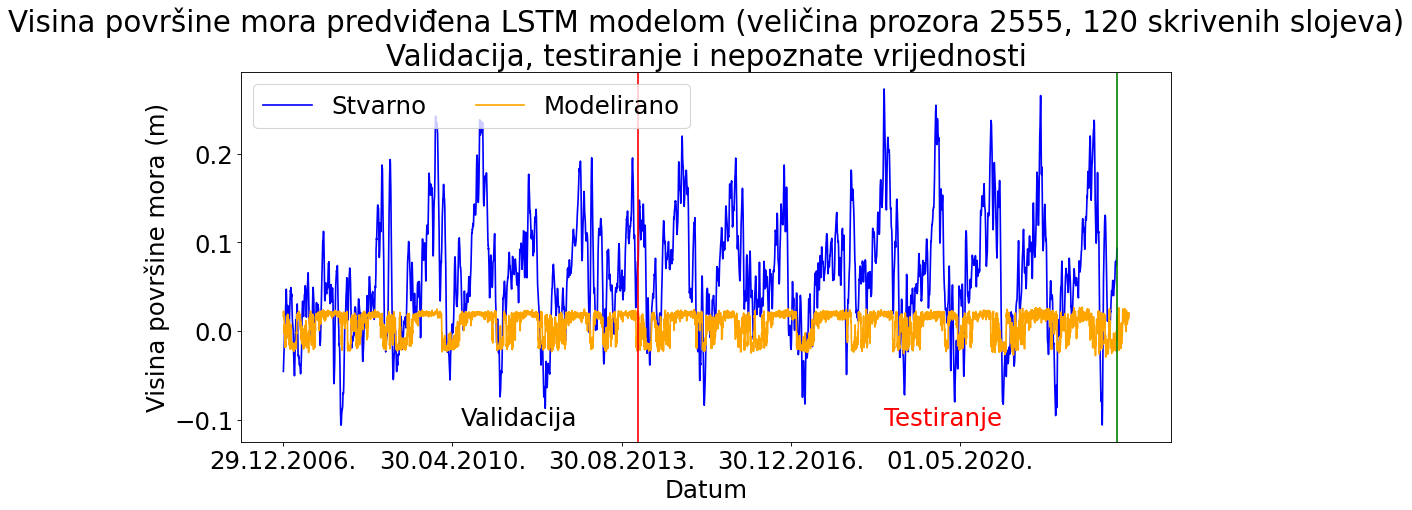 Visina površine mora predviđena LSTM modelom (veličina prozora 2555, 120 skrivenih slojeva)
Validacija, testiranje i nepoznate vrijednosti
Stvarno Modelirano
Visina površine mora (m)
0.2
0.1
0.0
−0.1
Validacija Testiranje
29.12.2006. 30.04.2010. 30.08.2013. 30.12.2016. 01.05.2020.
Datum